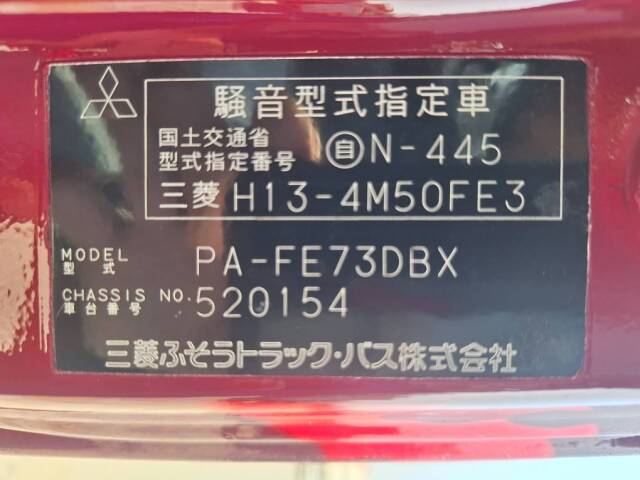 騒音型式指定車
国土交通省
型式指定番号 自N-445
三菱 H13-4M50FE3
MODEL
型式 PA-FE73DBX
CHASSIS NO.
車台番号 520154
三菱ふそうトラック・バス株式会社